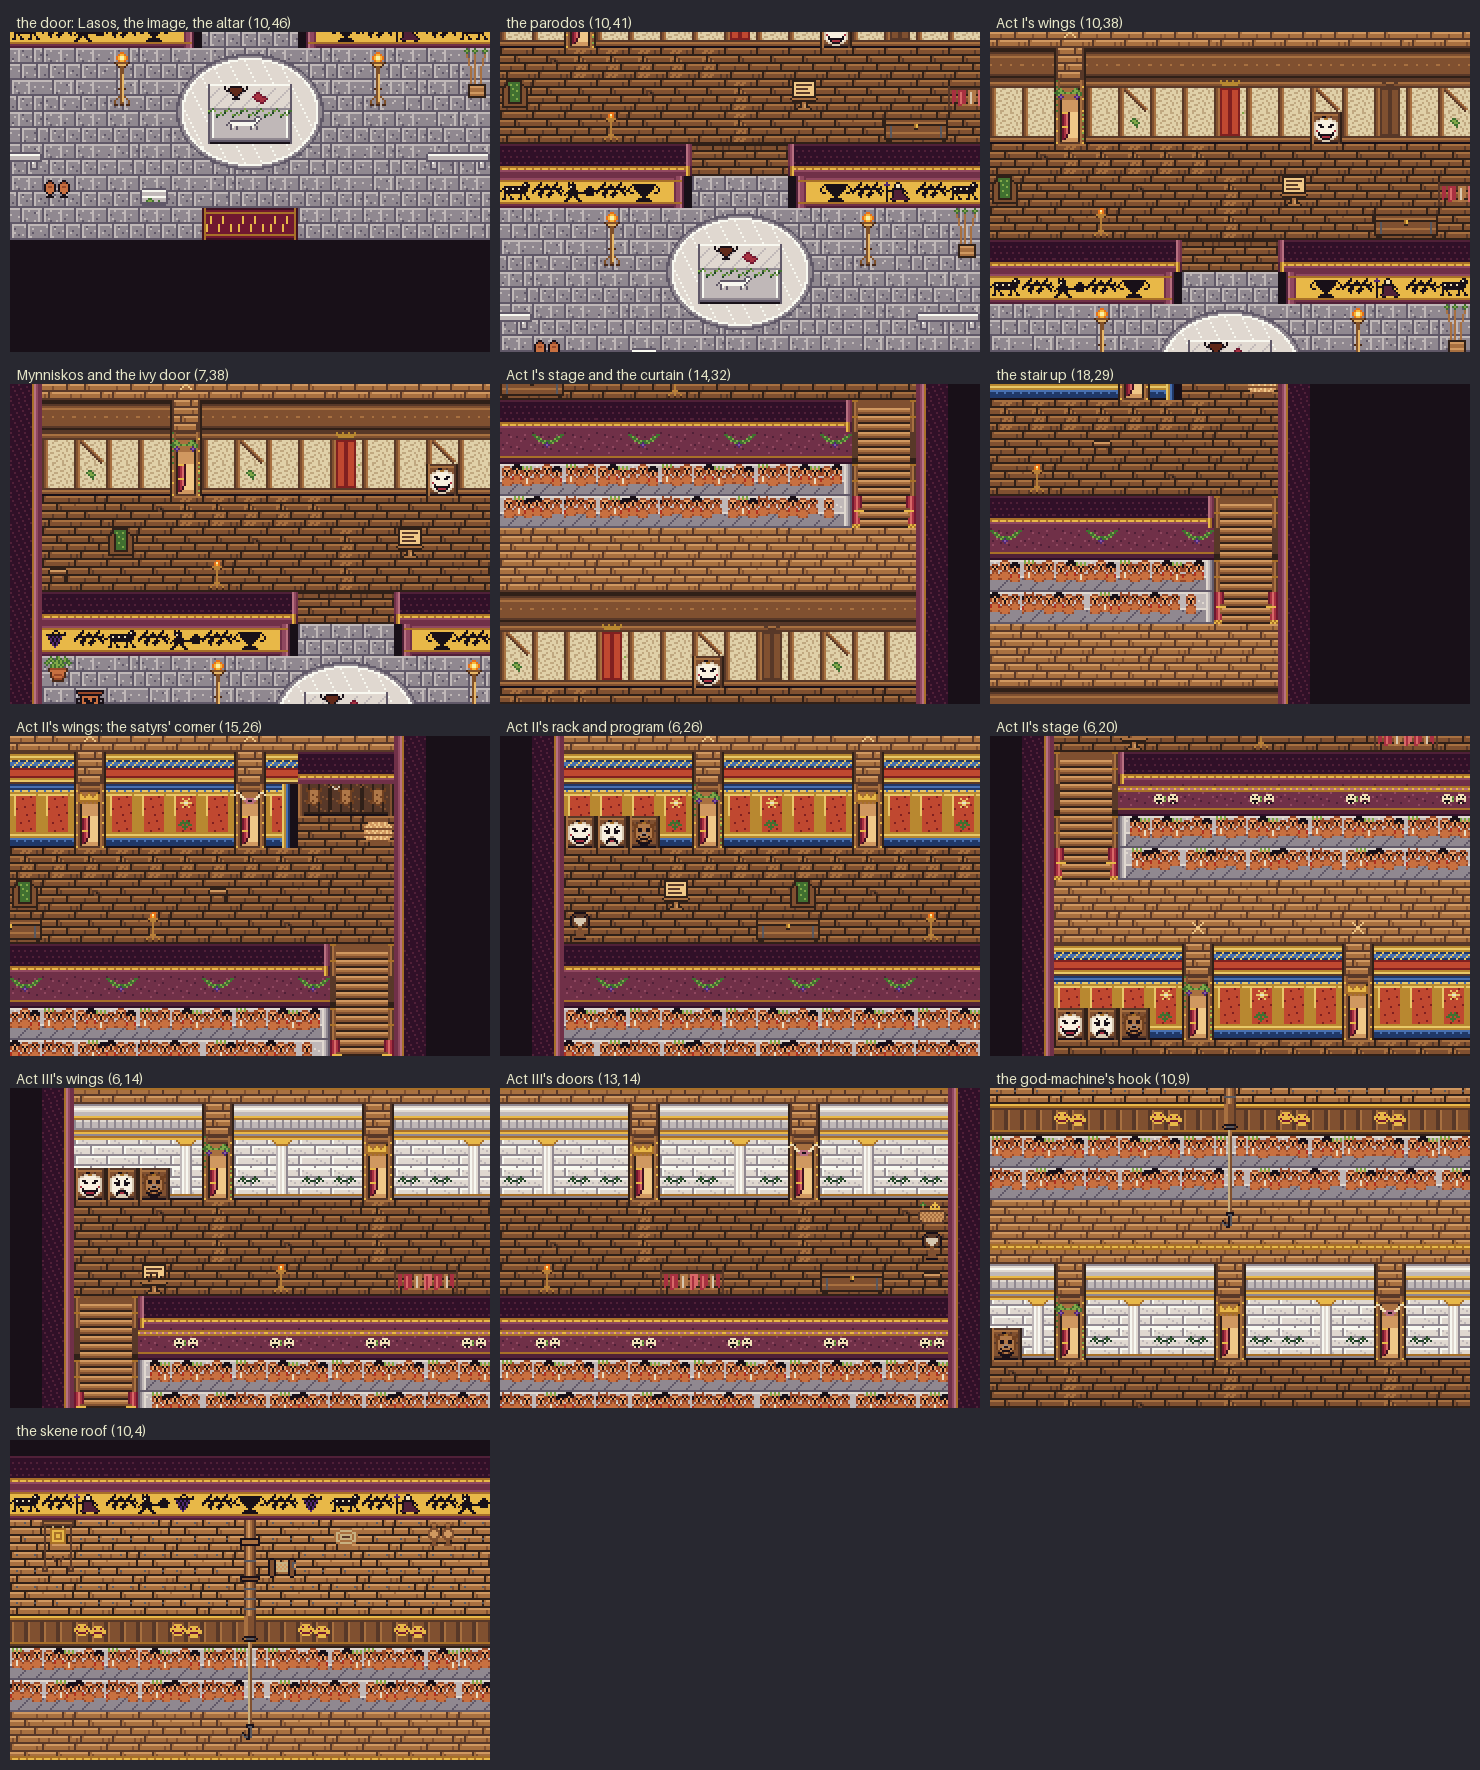 the door: Lasos, the image, the altar (10,46)
the parodos (10,41)
Act I's wings (10,38)
Mynniskos and the ivy door (7,38)
Act I's stage and the curtain (14,32)
the stair up (18,29)
Act II's wings: the satyrs' corner (15,26)
Act II's rack and program (6,26)
Act II's stage (6,20)
Act III's wings (6,14)
Act III's doors (13,14)
the god-machine's hook (10,9)
the skene roof (10,4)